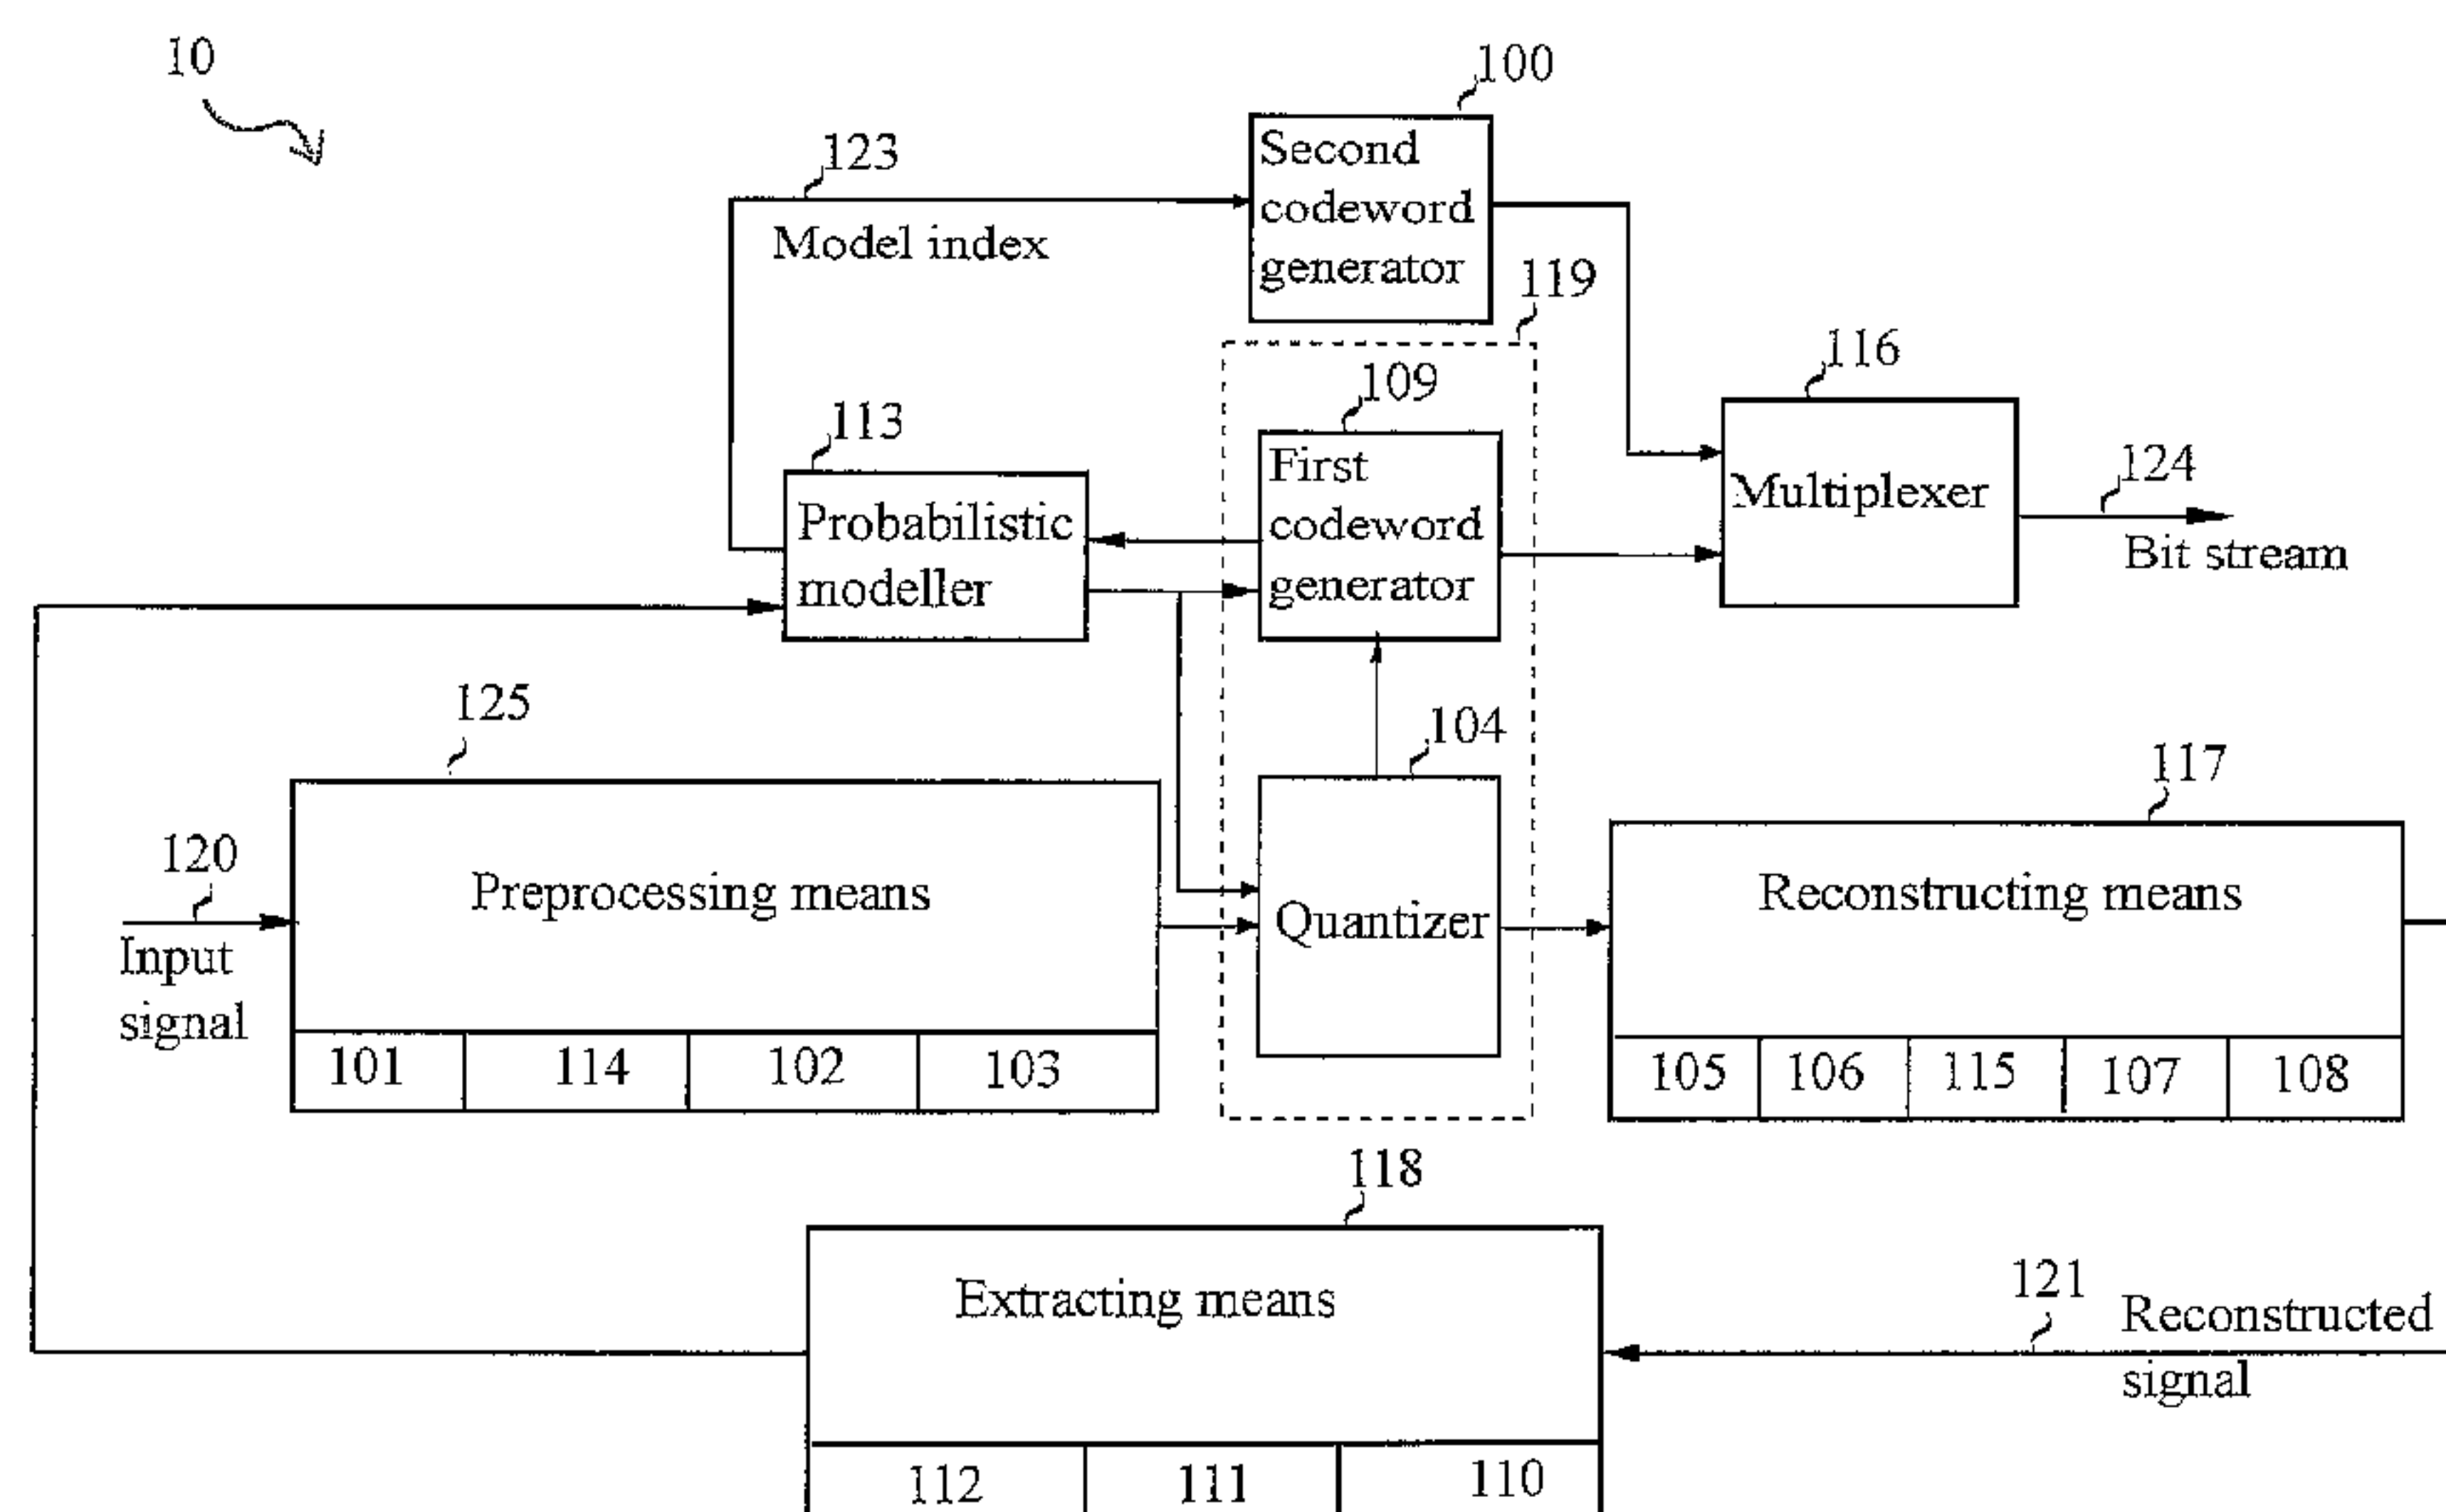 10
100
Second
codeword
generator
123
Model index
119
116
109
113
First
codeword
generator
Probabilistic
modeller
Multiplexer
124
Bit stream
125
104
117
120
Input
signal
Preprocessing means
Quantizer
Reconstructing means
101 114 102 103
105 106 115 107 108
118
Extracting means
121
Reconstructed
signal
112 111 110